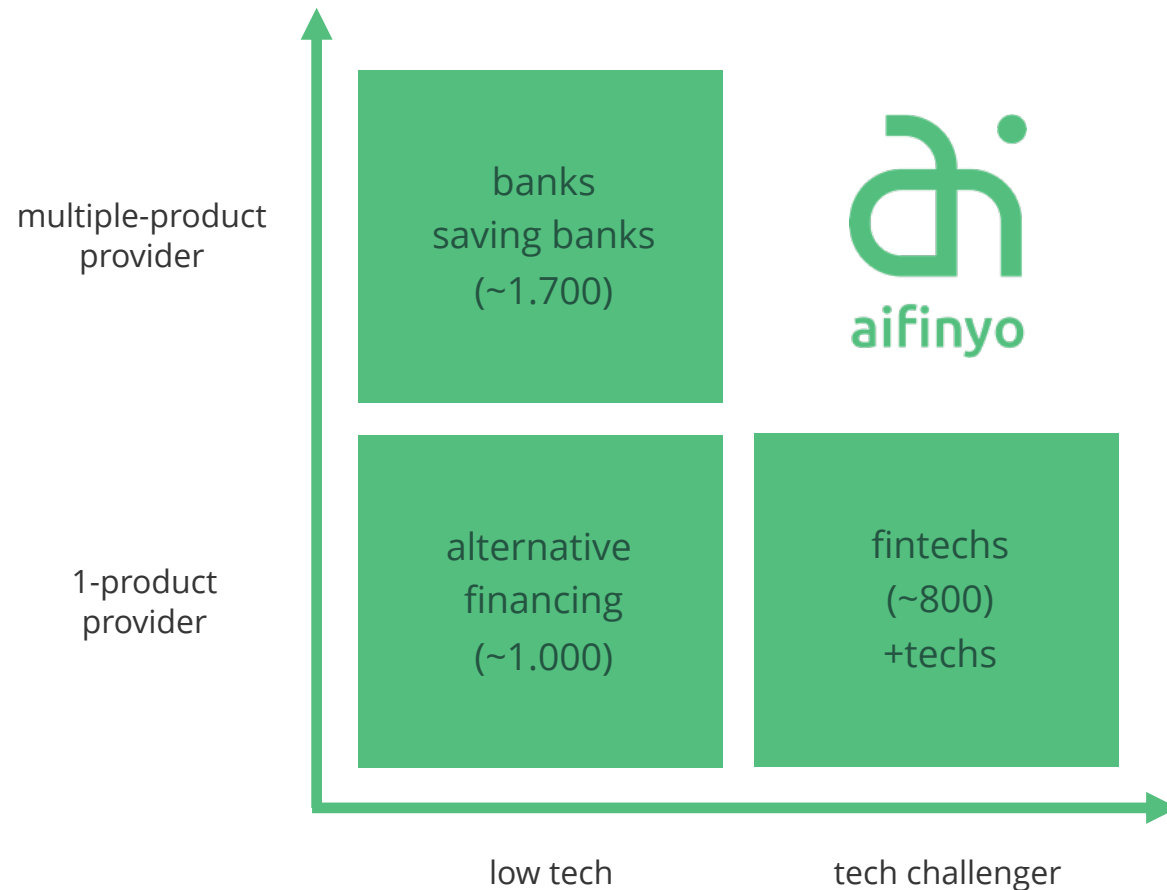 multiple-product
provider
banks
saving banks
(~1.700)
aifinyo
1-product
provider
alternative
financing
(~1.000)
fintechs
(~800)
+techs
low tech
tech challenger